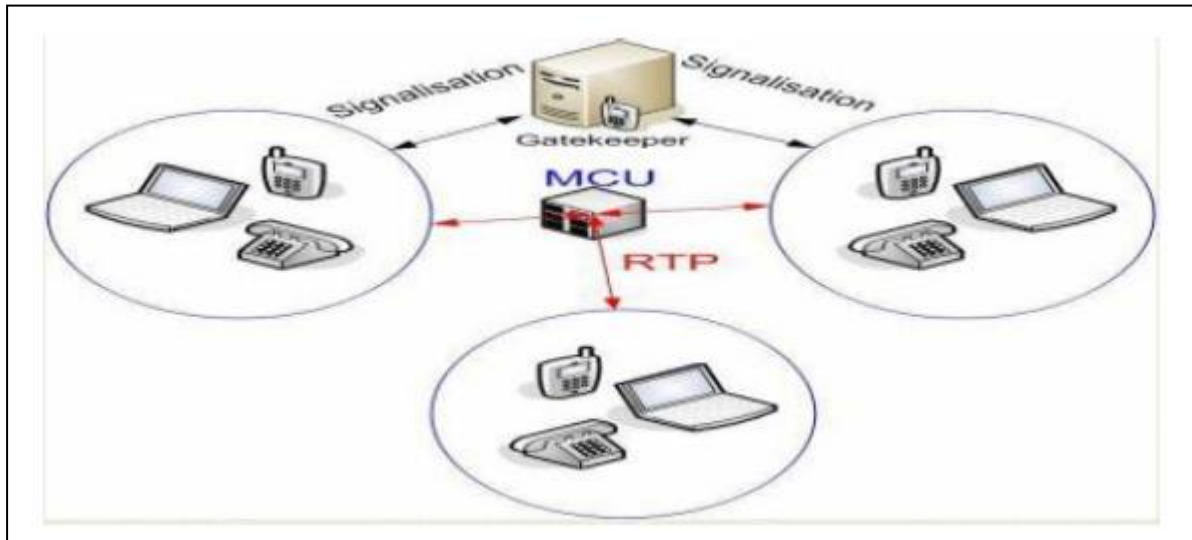 Signalisation
Signalisation
Gatekeeper
MCU
RTP